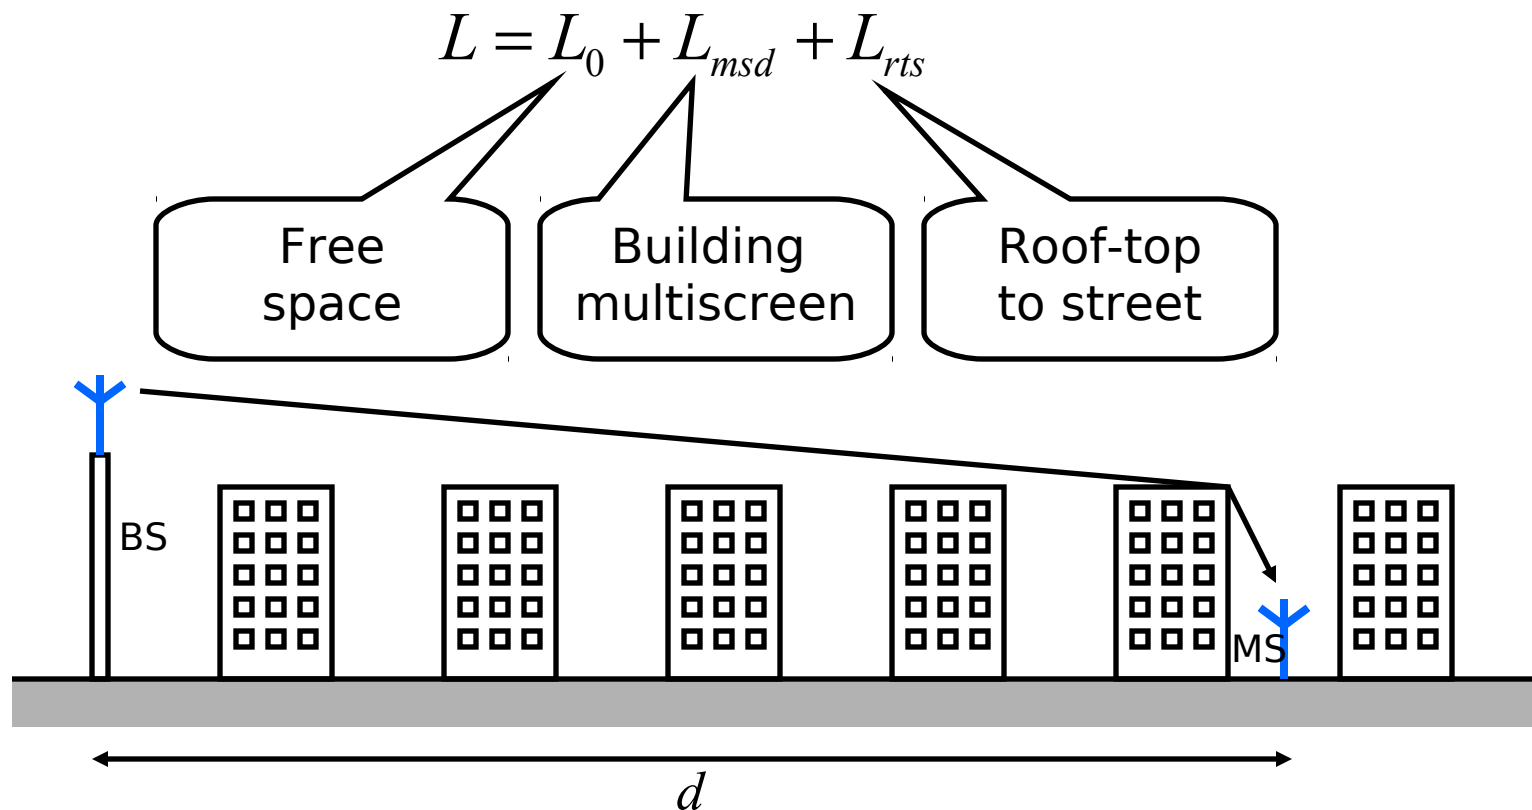 L = L₀ + Lₘₛd + Lᵣₜₛ
Free
space
Building
multiscreen
Roof-top
to street
BS
MS
d